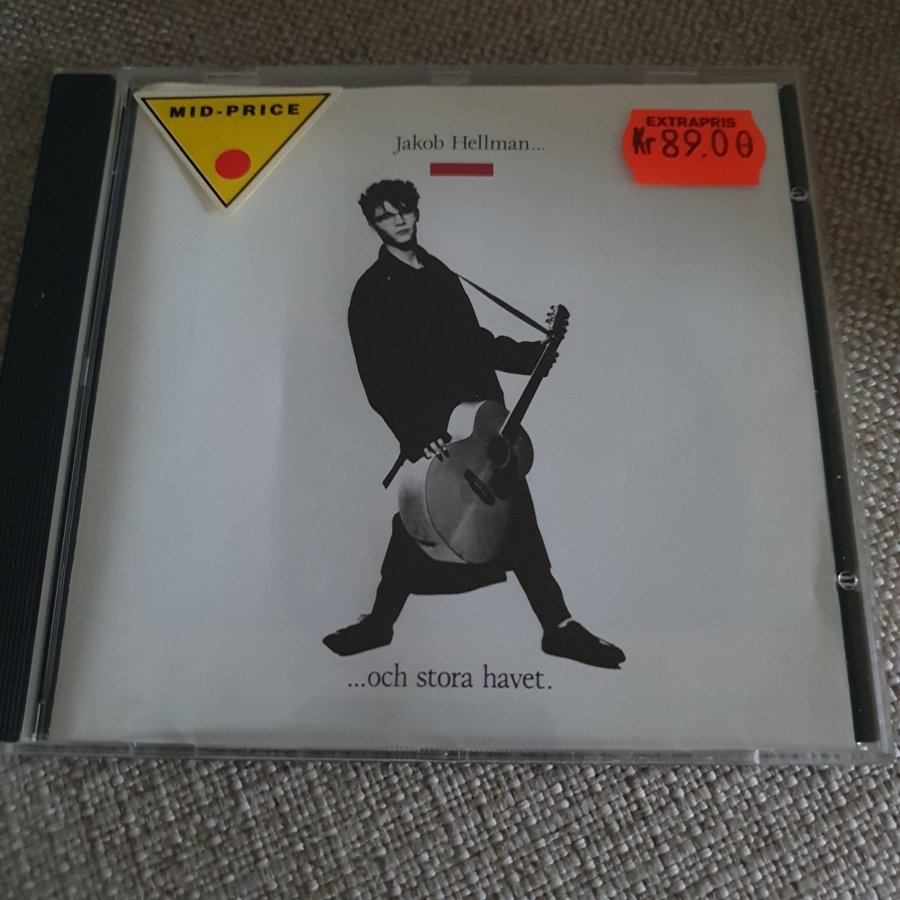 MID-PRICE
EXTRAPRIS
Kr 89.00
Jakob Hellman...
...och stora havet.